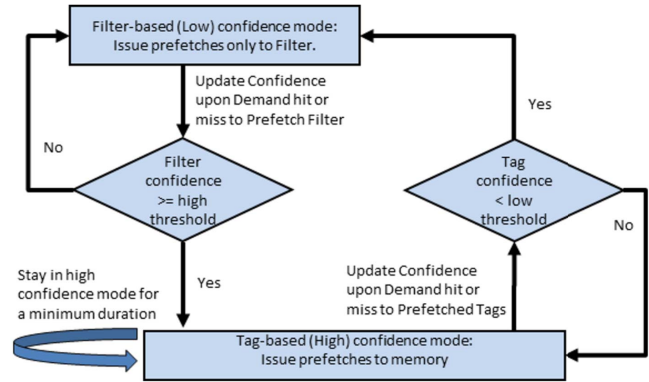 Filter-based (Low) confidence mode:
Issue prefetches only to Filter.
Update Confidence
upon Demand hit or
miss to Prefetch Filter
No
Filter
confidence
>= high
threshold
Yes
Tag
confidence
< low
threshold
Yes
No
Stay in high
confidence mode for
a minimum duration
Update Confidence
upon Demand hit or
miss to Prefetched Tags
Tag-based (High) confidence mode:
Issue prefetches to memory